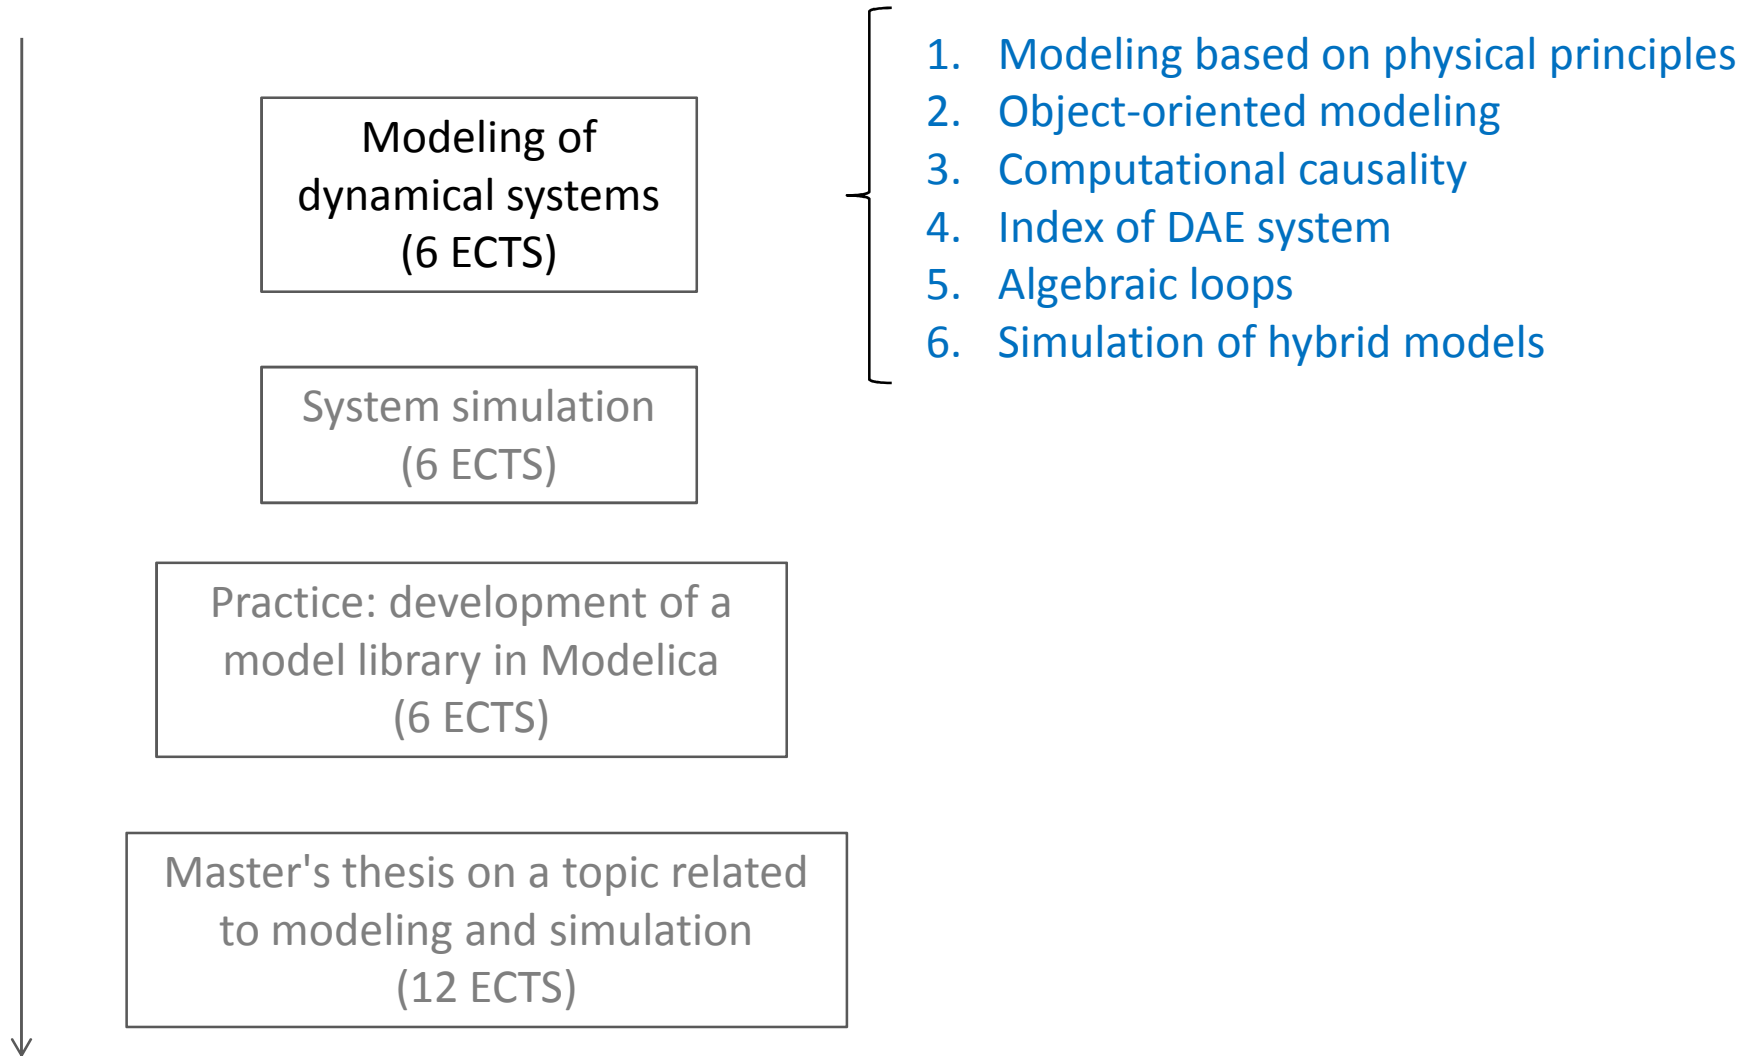 Modeling of
dynamical systems
(6 ECTS)
1. Modeling based on physical principles
2. Object-oriented modeling
3. Computational causality
4. Index of DAE system
5. Algebraic loops
6. Simulation of hybrid models
System simulation
(6 ECTS)
Practice: development of a
model library in Modelica
(6 ECTS)
Master's thesis on a topic related
to modeling and simulation
(12 ECTS)